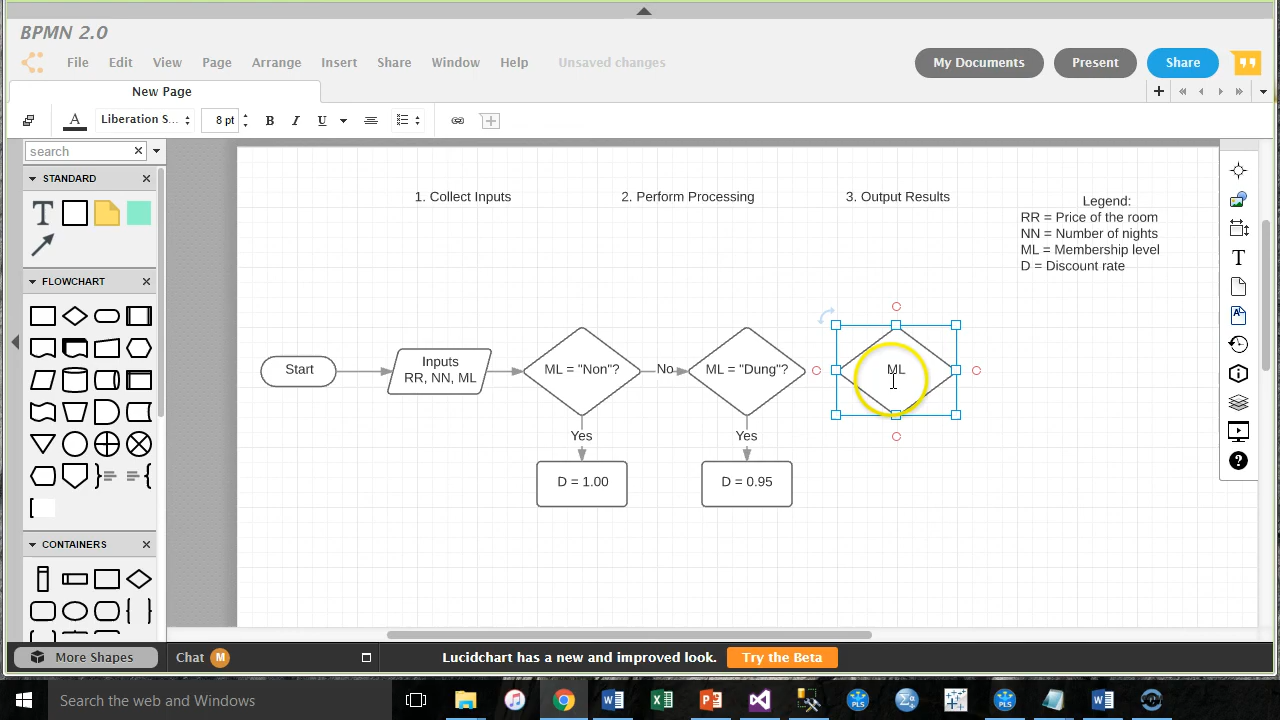 BPMN 2.0
File Edit View Page Arrange Insert Share Window Help Unsaved changes
My Documents Present Share
New Page
Liberation S... 8 pt B I U
search
STANDARD
T
FLOWCHART
CONTAINERS
More Shapes
1. Collect Inputs 2. Perform Processing 3. Output Results
Legend:
RR = Price of the room
NN = Number of nights
ML = Membership level
D = Discount rate
Start
Inputs
RR, NN, ML
ML = "Non"?
No
ML = "Dung"?
ML
Yes
Yes
D = 1.00
D = 0.95
Chat M
Lucidchart has a new and improved look. Try the Beta
Search the web and Windows